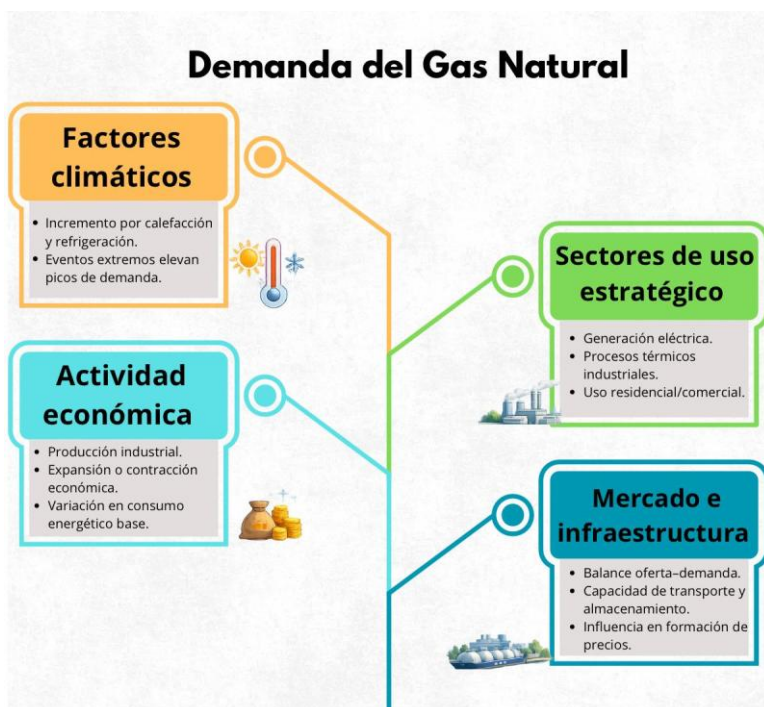 Demanda del Gas Natural
Factores
climáticos
• Incremento por calefacción
y refrigeración.
• Eventos extremos elevan
picos de demanda.
Sectores de uso
estratégico
• Generación eléctrica.
• Procesos térmicos
industriales.
• Uso residencial/comercial.
Actividad
económica
• Producción industrial.
• Expansión o contracción
económica.
• Variación en consumo
energético base.
Mercado e
infraestructura
• Balance oferta–demanda.
• Capacidad de transporte y
almacenamiento.
• Influencia en formación de
precios.